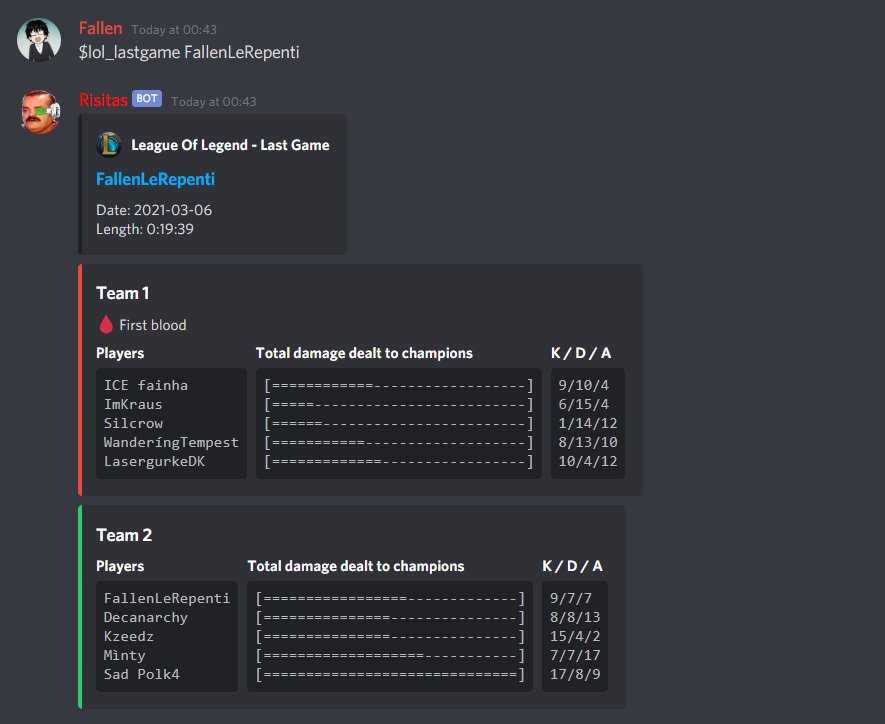 Fallen Today at 00:43
$lol_lastgame FallenLeRepenti
Risitas BOT Today at 00:43
League Of Legend - Last Game
FallenLeRepenti
Date: 2021-03-06
Length: 0:19:39
Team 1
First blood
Players Total damage dealt to champions K / D / A
ICE fainha [============------------------] 9/10/4
ImKraus [=====-------------------------] 6/15/4
Silcrow [======------------------------] 1/14/12
WanderíngTempest [===========-------------------] 8/13/10
LasergurkeDK [=============-----------------] 10/4/12
Team 2
Players Total damage dealt to champions K / D / A
FallenLeRepenti [=================-------------] 9/7/7
Decanarchy [===============---------------] 8/8/13
Kzeedz [===============---------------] 15/4/2
Mìnty [===================-----------] 7/7/17
Sad Polk4 [==============================] 17/8/9